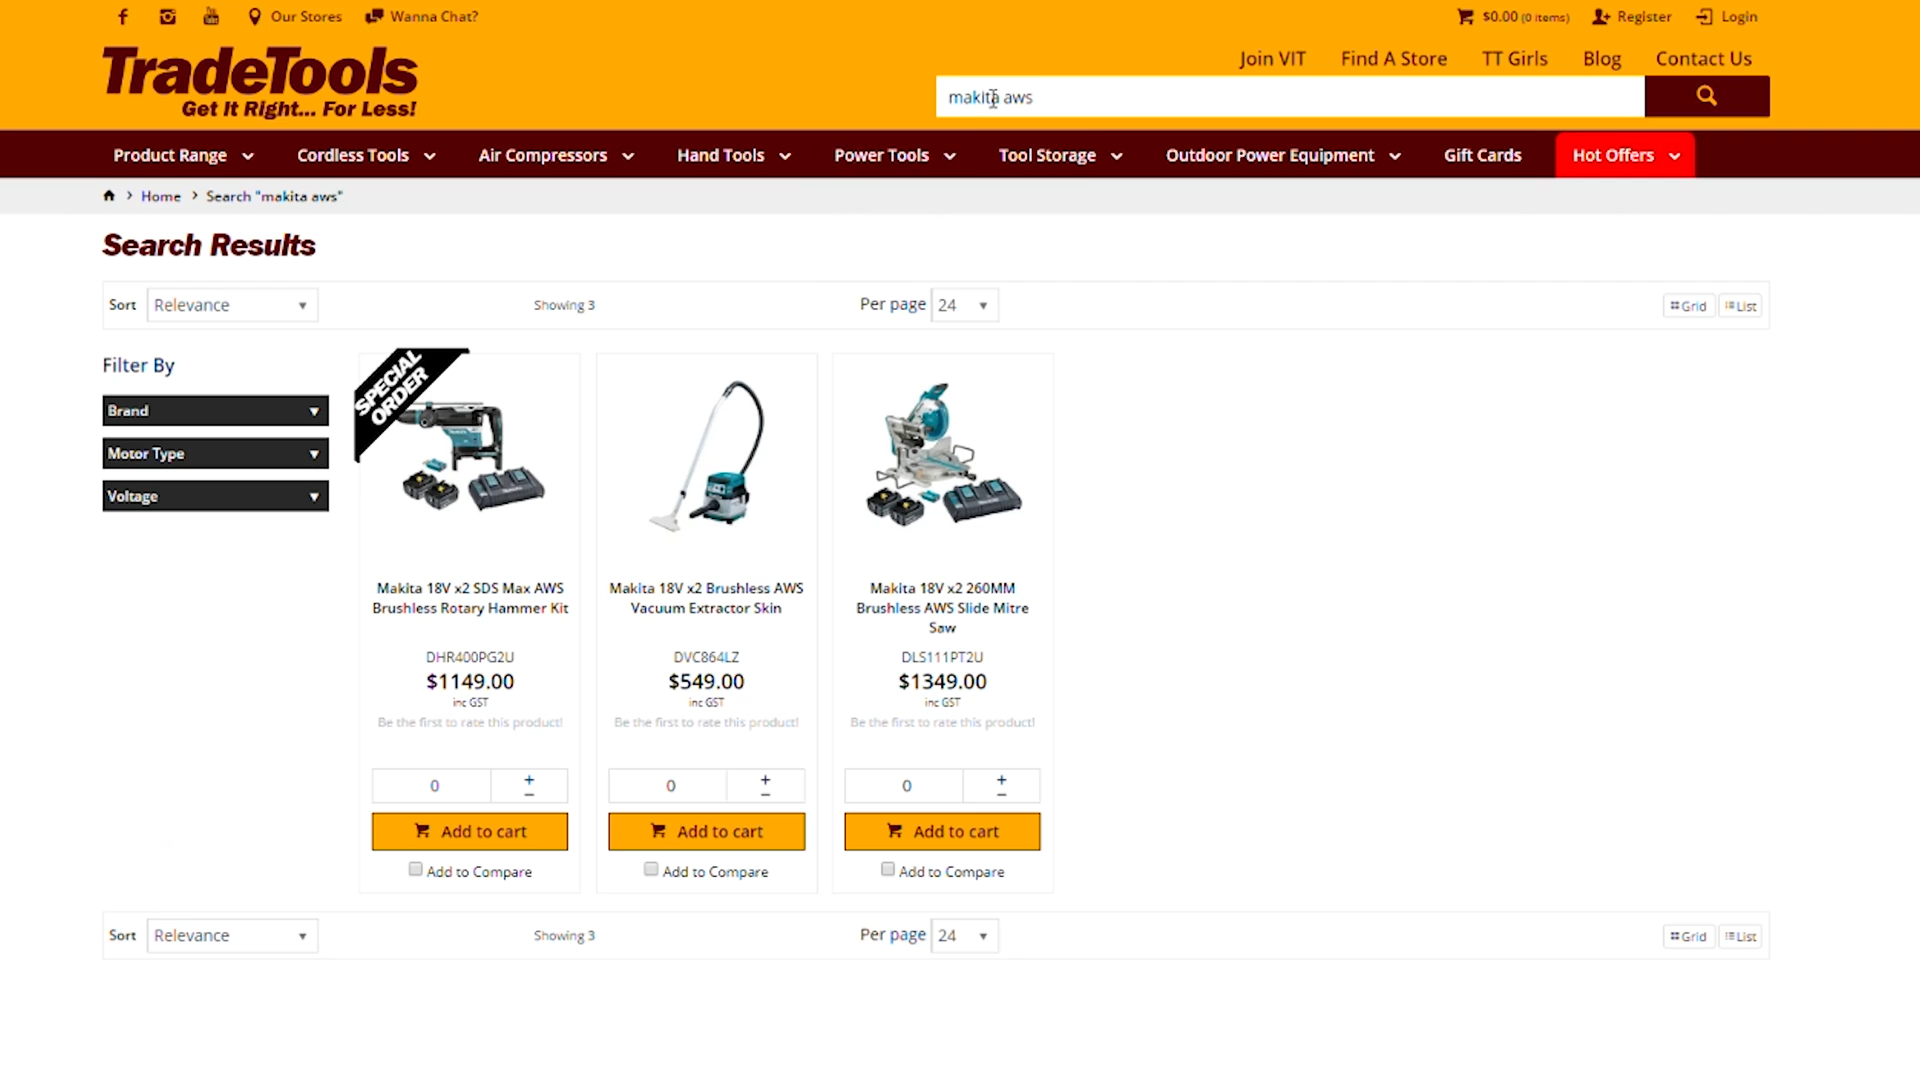 Our Stores Wanna Chat? $0.00 (0 items) Register Login
TradeTools
Get It Right... For Less!
Join VIT Find A Store TT Girls Blog Contact Us
makita aws
Product Range Cordless Tools Air Compressors Hand Tools Power Tools Tool Storage Outdoor Power Equipment Gift Cards Hot Offers
Home Search "makita aws"
Search Results
Sort Relevance Showing 3 Per page 24 Grid List
Filter By
Brand
Motor Type
Voltage
SPECIAL
ORDER
Makita 18V x2 SDS Max AWS
Brushless Rotary Hammer Kit
DHR400PG2U
$1149.00
inc GST
Be the first to rate this product!
0 + −
Add to cart
Add to Compare
Makita 18V x2 Brushless AWS
Vacuum Extractor Skin
DVC864LZ
$549.00
inc GST
Be the first to rate this product!
0 + −
Add to cart
Add to Compare
Makita 18V x2 260MM
Brushless AWS Slide Mitre
Saw
DLS111PT2U
$1349.00
inc GST
Be the first to rate this product!
0 + −
Add to cart
Add to Compare
Sort Relevance Showing 3 Per page 24 Grid List